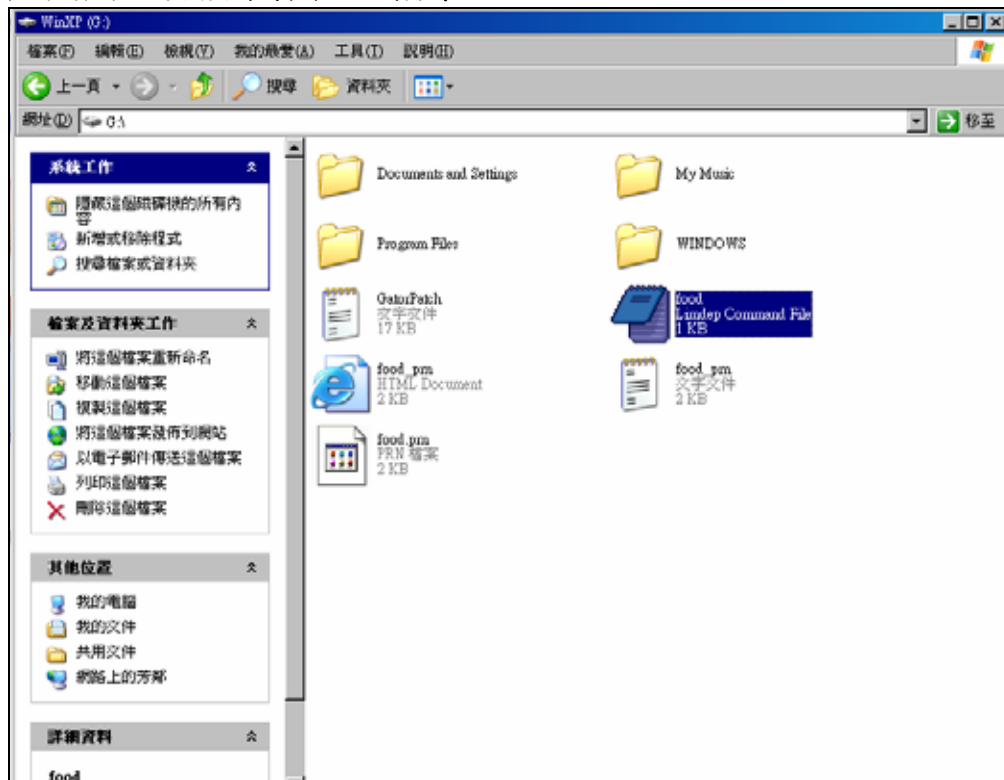 WinXP (G:)
檔案(F) 編輯(E) 檢視(V) 我的最愛(A) 工具(T) 說明(H)
上一頁 搜尋 資料夾
網址(D) G:\ 移至
系統工作
隱藏這個磁碟機的所有內
容
新增或移除程式
搜尋檔案或資料夾
檔案及資料夾工作
將這個檔案重新命名
移動這個檔案
複製這個檔案
將這個檔案發佈到網站
以電子郵件傳送這個檔案
列印這個檔案
刪除這個檔案
其他位置
我的電腦
我的文件
共用文件
網路上的芳鄰
詳細資料
food
Documents and Settings
My Music
Program Files
WINDOWS
GatorPatch
文字文件
17 KB
food
Lumdep Command File
1 KB
food_prn
HTML Document
2 KB
food_prn
文字文件
2 KB
food.prn
PRN 檔案
2 KB